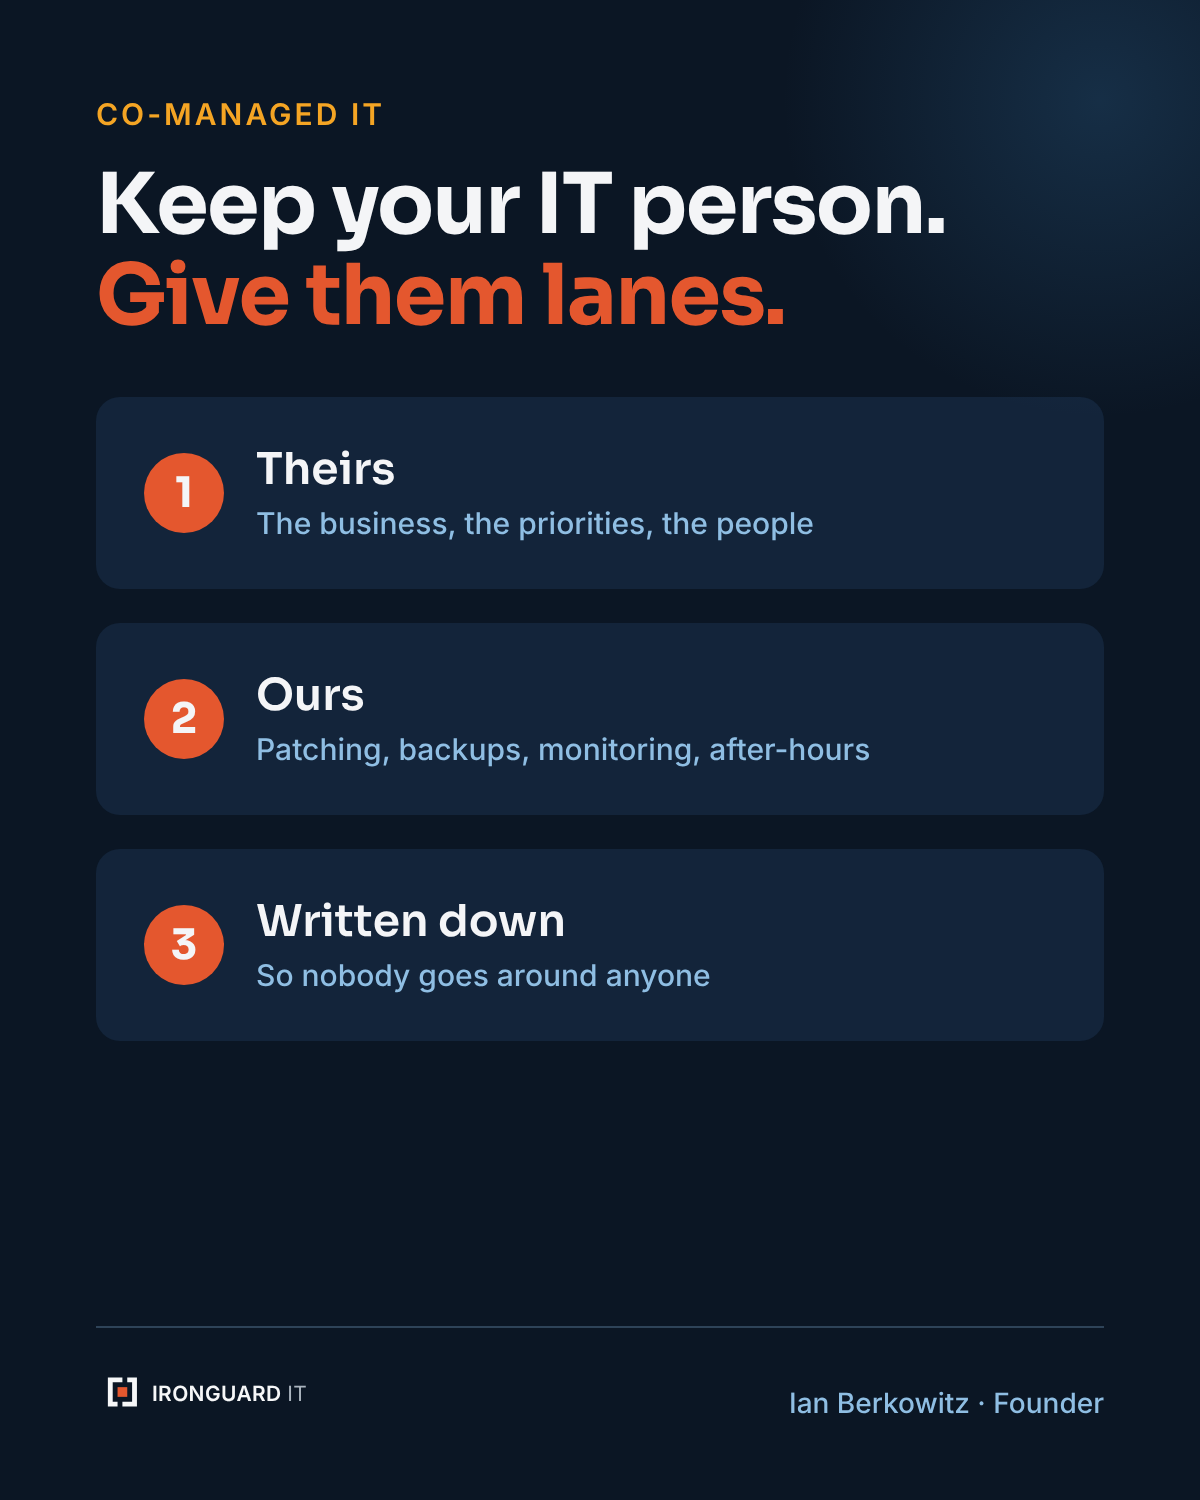 CO-MANAGED IT
Keep your IT person.
Give them lanes.
1
Theirs
The business, the priorities, the people
2
Ours
Patching, backups, monitoring, after-hours
3
Written down
So nobody goes around anyone
IRONGUARD IT
Ian Berkowitz · Founder